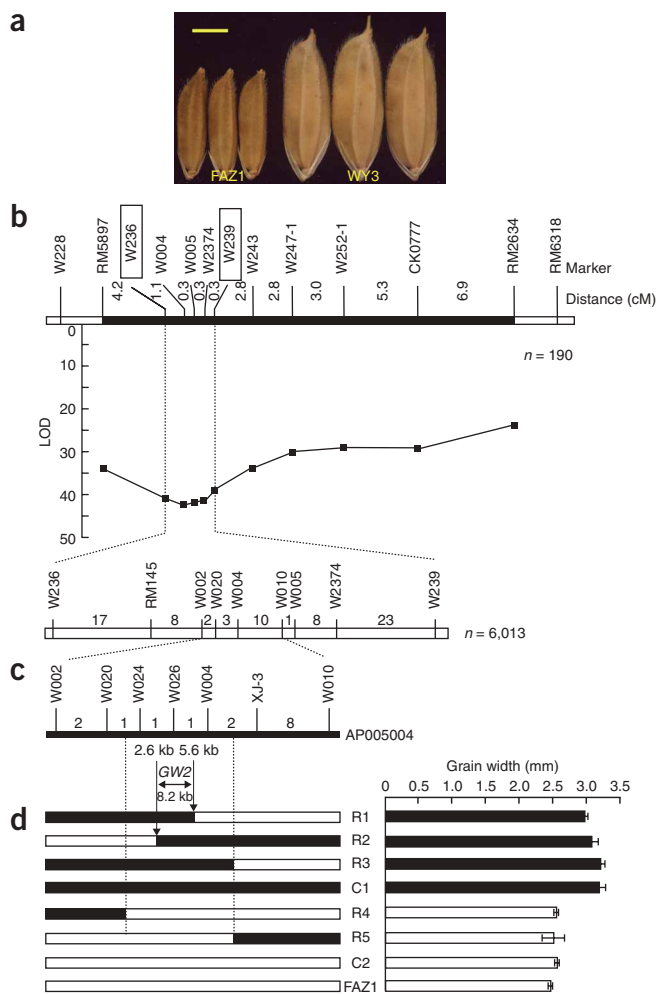 a
FAZ1 WY3
b
W228 RM5897 W236 W004 W005 W2374 W239 W243 W247-1 W252-1 CK0777 RM2634 RM6318 Marker
4.2 1.1 0.3 0.3 0.3 2.8 2.8 3.0 5.3 6.9 Distance (cM)
0
10
20
30
40
50
LOD
n = 190
W236 RM145 W002 W020 W004 W010 W005 W2374 W239
17 8 2 3 10 1 8 23 n = 6,013
c
W002 W020 W024 W026 W004 XJ-3 W010
2 1 1 1 2 8 AP005004
2.6 kb 5.6 kb
GW2
8.2 kb
d
Grain width (mm)
0 0.5 1.0 1.5 2.0 2.5 3.0 3.5
R1
R2
R3
C1
R4
R5
C2
FAZ1